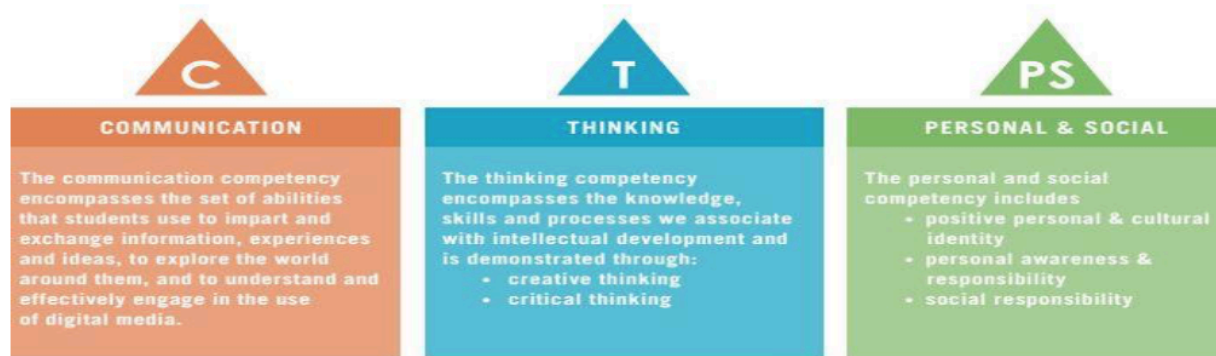 C
COMMUNICATION
The communication competency
encompasses the set of abilities
that students use to impart and
exchange information, experiences
and ideas, to explore the world
around them, and to understand and
effectively engage in the use
of digital media.
T
THINKING
The thinking competency
encompasses the knowledge,
skills and processes we associate
with intellectual development and
is demonstrated through:
• creative thinking
• critical thinking
PS
PERSONAL & SOCIAL
The personal and social
competency includes
• positive personal & cultural
identity
• personal awareness &
responsibility
• social responsibility